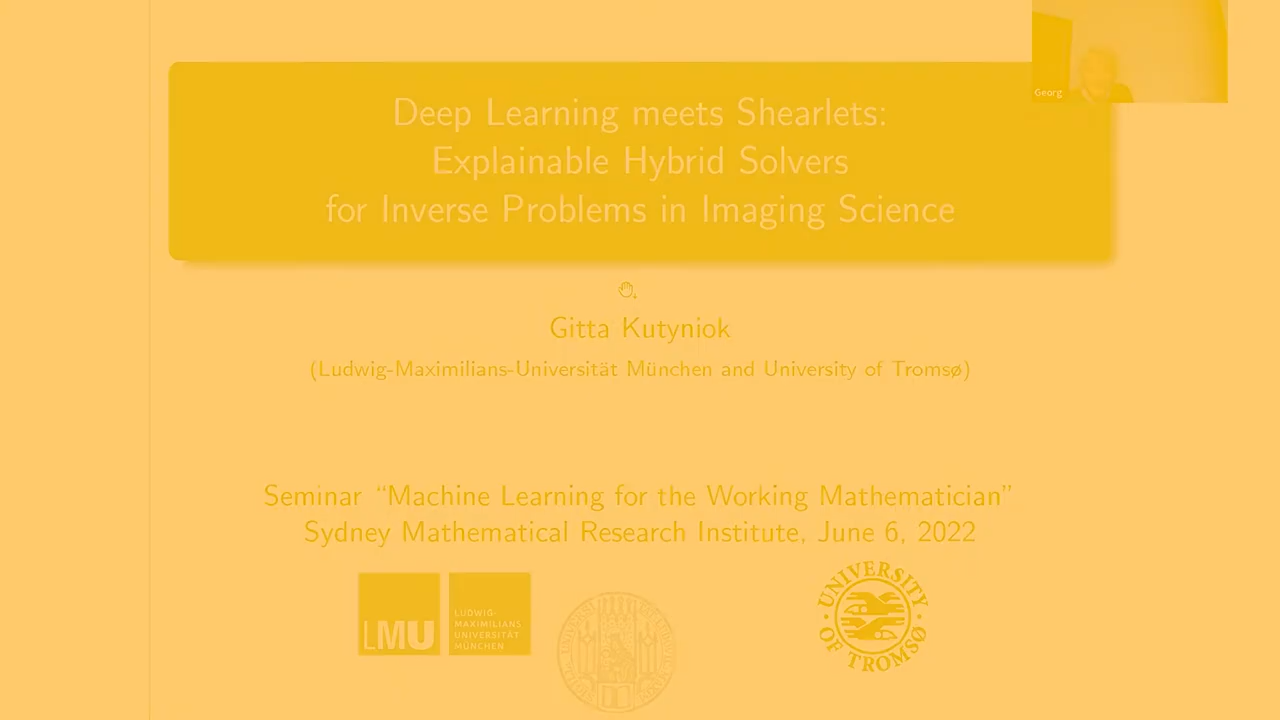 Georg
Deep Learning meets Shearlets:
Explainable Hybrid Solvers
for Inverse Problems in Imaging Science
Gitta Kutyniok
(Ludwig-Maximilians-Universität München and University of Tromsø)
Seminar “Machine Learning for the Working Mathematician”
Sydney Mathematical Research Institute, June 6, 2022
LMU
LUDWIG-
MAXIMILIANS
UNIVERSITÄT
MÜNCHEN
UNIVERSITY
OF TROMSØ